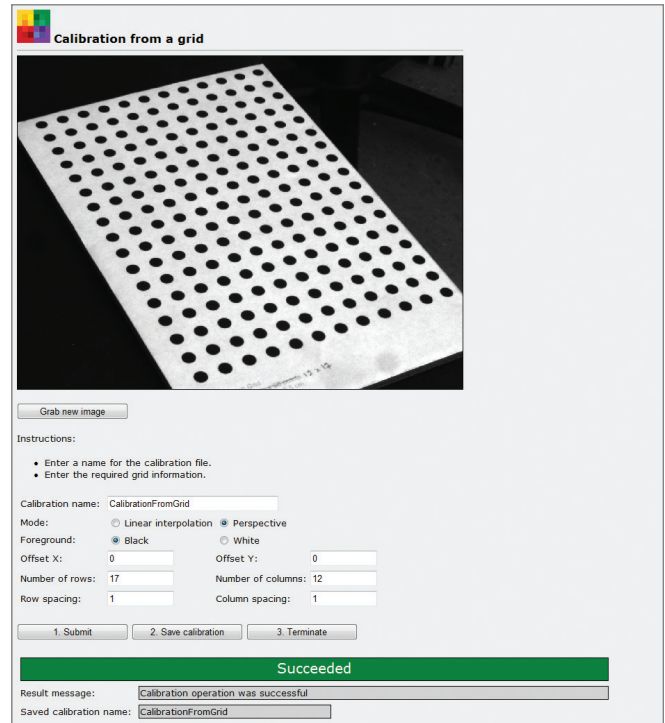 Calibration from a grid
12 x 12
Grab new image
Instructions:
• Enter a name for the calibration file.
• Enter the required grid information.
Calibration name: CalibrationFromGrid
Mode: Linear interpolation Perspective
Foreground: Black White
Offset X: 0 Offset Y: 0
Number of rows: 17 Number of columns: 12
Row spacing: 1 Column spacing: 1
1. Submit 2. Save calibration 3. Terminate
Succeeded
Result message: Calibration operation was successful
Saved calibration name: CalibrationFromGrid